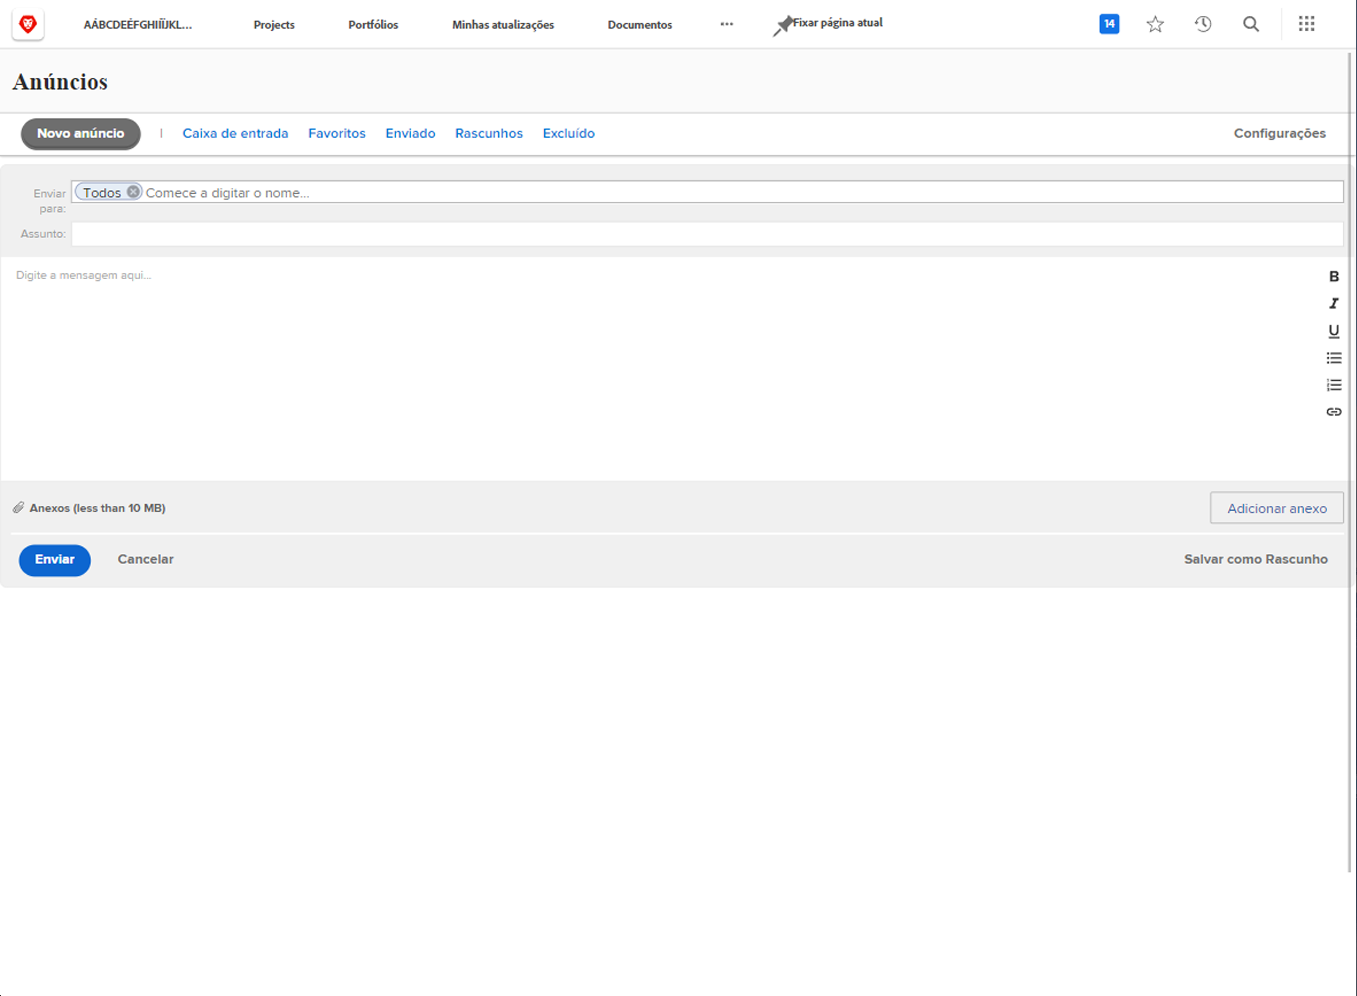 AÁBCDEÉFGHIÍÏJKL...
Projects
Portfólios
Minhas atualizações
Documentos
Fixar página atual
14
Anúncios
Novo anúncio
Caixa de entrada
Favoritos
Enviado
Rascunhos
Excluído
Configurações
Enviar para:
Todos
Comece a digitar o nome...
Assunto:
Digite a mensagem aqui...
B
I
U
Anexos (less than 10 MB)
Adicionar anexo
Enviar
Cancelar
Salvar como Rascunho